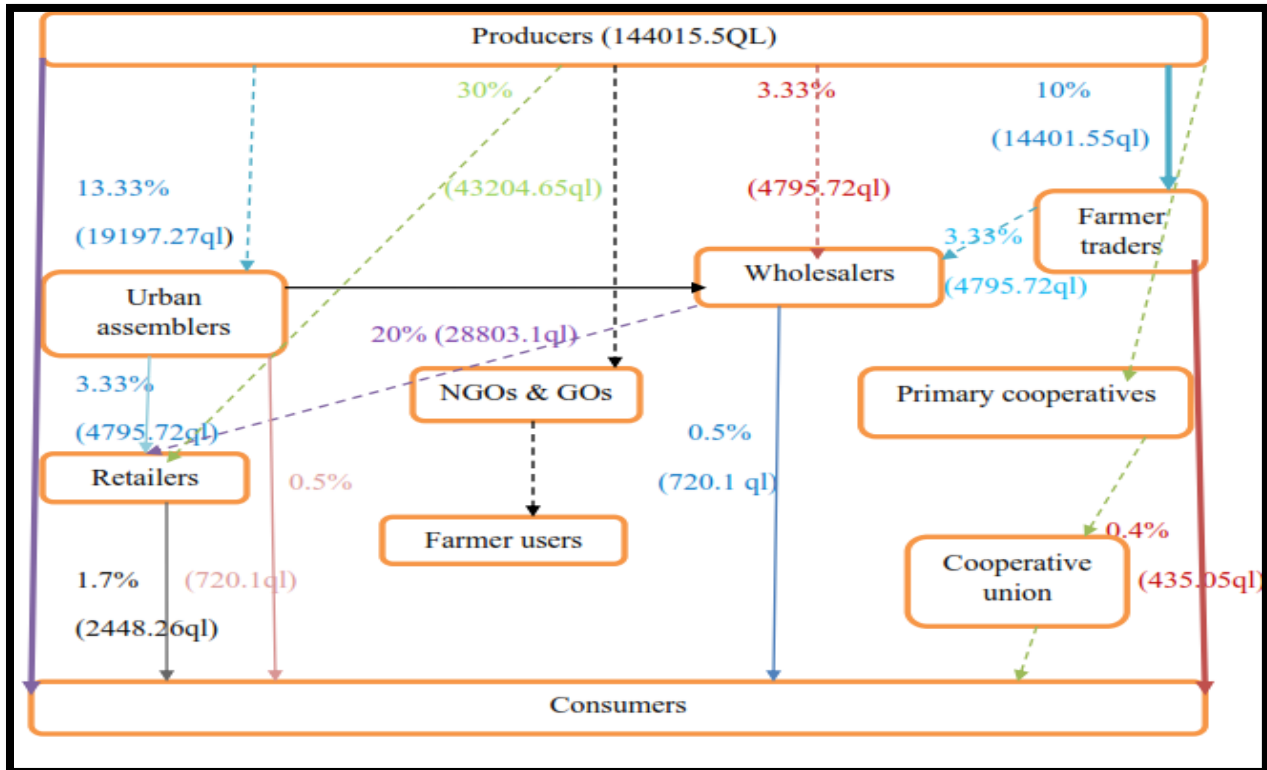 Producers (144015.5QL)
30%
3.33%
10%
(14401.55ql)
13.33%
(43204.65ql)
(4795.72ql)
(19197.27ql)
Farmer
traders
3.33%
Wholesalers
(4795.72ql)
Urban
assemblers
20% (28803.1ql)
3.33%
NGOs & GOs
Primary cooperatives
(4795.72ql)
0.5%
Retailers
0.5%
(720.1 ql)
Farmer users
0.4%
Cooperative
union
1.7%
(720.1ql)
(435.05ql)
(2448.26ql)
Consumers